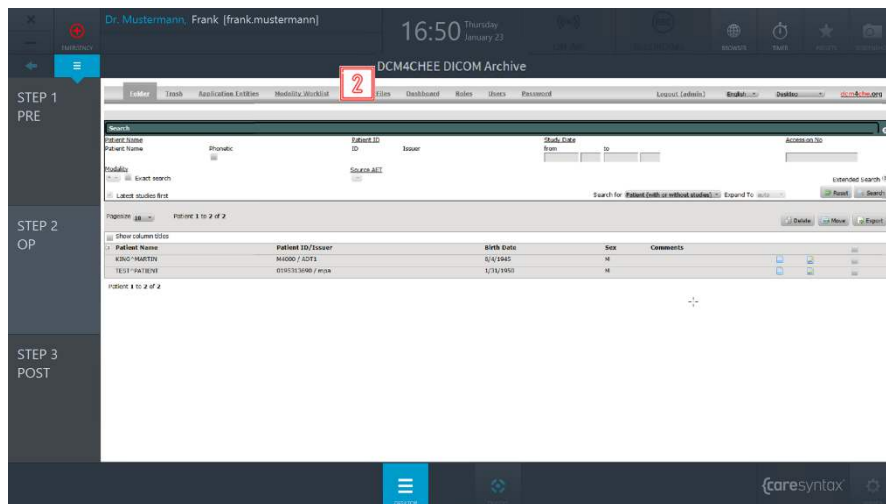 Dr. Mustermann, Frank [frank.mustermann]
16:50 Thursday
January 23
EMERGENCY
BROWSER
TIMER
DCM4CHEE DICOM Archive
STEP 1
PRE
STEP 2
OP
STEP 3
POST
Folder Trash Application Entities Modality Worklist 2 Files Dashboard Roles Users Password Logout [admin] English Desktop dcm4che.org
Search
Patient Name Patient ID Study Date Accession No
Patient Name Phonetic ID Issuer from to
Modality Source AET
Exact search Extended Search
Latest studies first Search for Patient (with or without studies) Expand To auto Reset Search
Pagesize 10 Patient 1 to 2 of 2 Delete Move Export
Show column titles
Patient Name Patient ID/Issuer Birth Date Sex Comments
KING^MARTIN M4000 / ADT1 8/4/1945 M
TEST^PATIENT M
Patient 1 to 2 of 2
{caresyntax